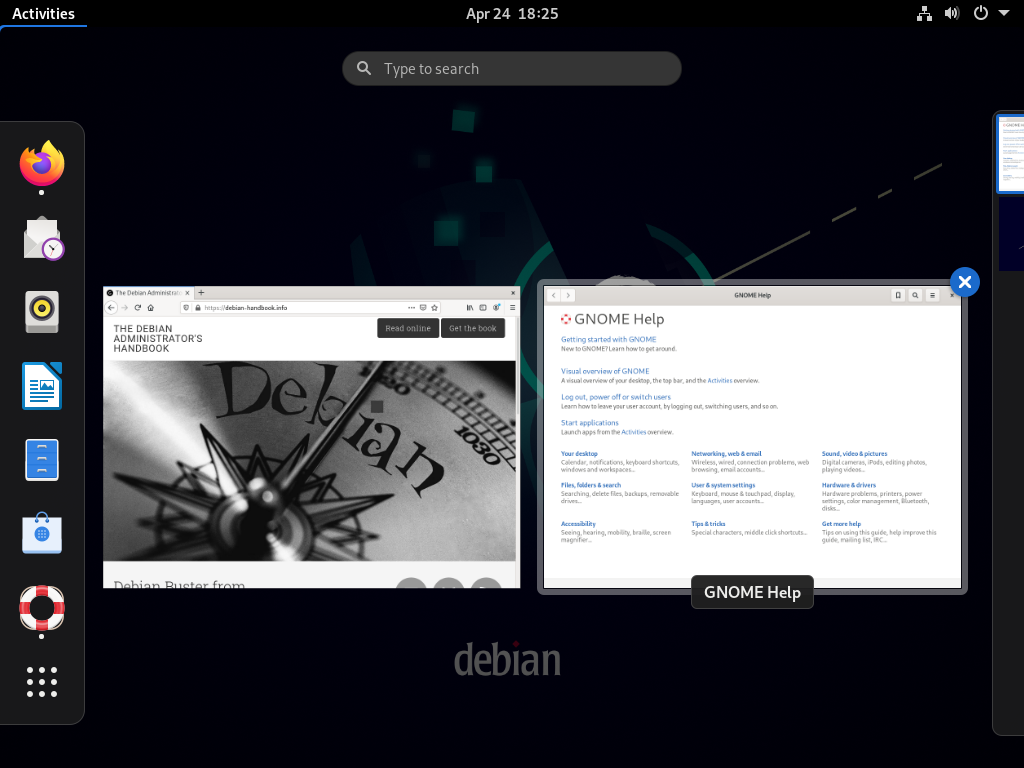 Activities
Apr 24 18:25
Type to search
The Debian Administrat
https://debian-handbook.info
THE DEBIAN
ADMINISTRATOR'S
HANDBOOK
Read online
Get the book
Debian
1030
Debian Buster from
GNOME Help
GNOME Help
Getting started with GNOME
New to GNOME? Learn how to get around.
Visual overview of GNOME
A visual overview of your desktop, the top bar, and the Activities overview.
Log out, power off or switch users
Learn how to leave your user account, by logging out, switching users, and so on.
Start applications
Launch apps from the Activities overview.
Your desktop
Calendar, notifications, keyboard shortcuts,
windows and workspaces...
Networking, web & email
Wireless, wired, connection problems, web
browsing, email accounts...
Sound, video & pictures
Digital cameras, iPods, editing photos,
playing videos...
Files, folders & search
Searching, delete files, backups, removable
drives...
User & system settings
Keyboard, mouse & touchpad, display,
languages, user accounts...
Hardware & drivers
Hardware problems, printers, power
settings, color management, Bluetooth,
disks...
Accessibility
Seeing, hearing, mobility, braille, screen
magnifier...
Tips & tricks
Special characters, middle click shortcuts...
Get more help
Tips on using this guide, help improve this
guide, mailing list, IRC...
GNOME Help
debian